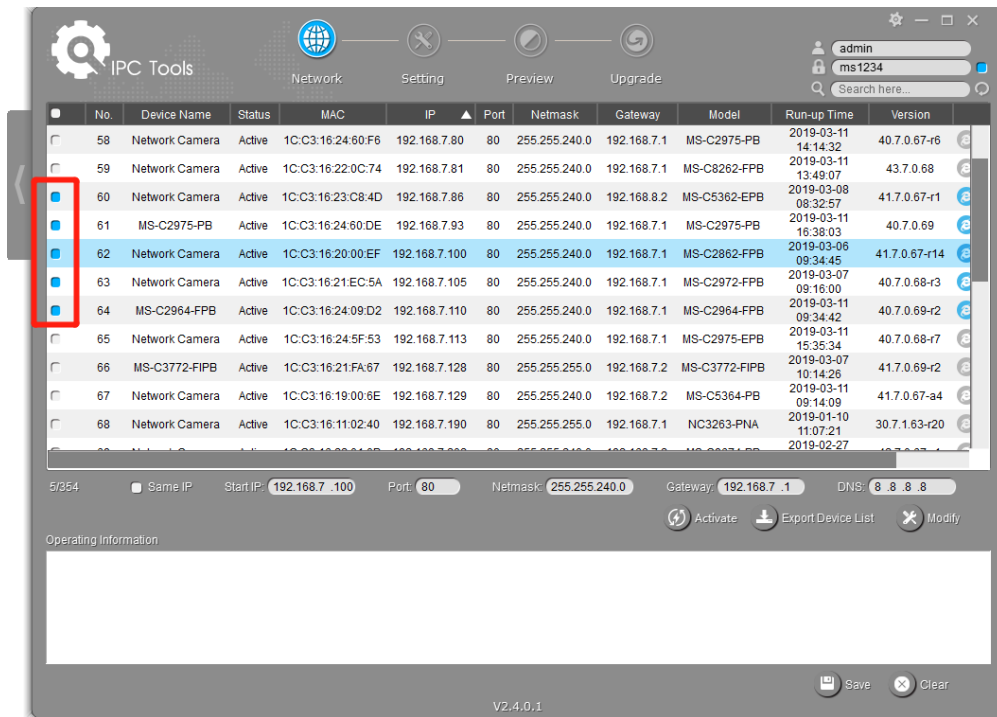 IPC Tools
Network Setting Preview Upgrade
admin
ms1234
Search here...
No. Device Name Status MAC IP Port Netmask Gateway Model Run-up Time Version
58 Network Camera Active 1C:C3:16:24:60:F6 192.168.7.80 80 255.255.240.0 192.168.7.1 MS-C2975-PB 2019-03-11 14:14:32 40.7.0.67-r6
59 Network Camera Active 1C:C3:16:22:0C:74 192.168.7.81 80 255.255.240.0 192.168.7.1 MS-C8262-FPB 2019-03-11 13:49:07 43.7.0.68
60 Network Camera Active 1C:C3:16:23:C8:4D 192.168.7.86 80 255.255.240.0 192.168.8.2 MS-C5362-EPB 2019-03-08 08:32:57 41.7.0.67-r1
61 MS-C2975-PB Active 1C:C3:16:24:60:DE 192.168.7.93 80 255.255.240.0 192.168.7.1 MS-C2975-PB 2019-03-11 16:38:03 40.7.0.69
62 Network Camera Active 1C:C3:16:20:00:EF 192.168.7.100 80 255.255.240.0 192.168.7.1 MS-C2862-FPB 2019-03-06 09:34:45 41.7.0.67-r14
63 Network Camera Active 1C:C3:16:21:EC:5A 192.168.7.105 80 255.255.240.0 192.168.7.1 MS-C2972-FPB 2019-03-07 09:16:00 40.7.0.68-r3
64 MS-C2964-FPB Active 1C:C3:16:24:09:D2 192.168.7.110 80 255.255.240.0 192.168.7.1 MS-C2964-FPB 2019-03-11 09:34:42 40.7.0.69-r2
65 Network Camera Active 1C:C3:16:24:5F:53 192.168.7.113 80 255.255.240.0 192.168.7.1 MS-C2975-EPB 2019-03-11 15:35:34 40.7.0.68-r7
66 MS-C3772-FIPB Active 1C:C3:16:21:FA:67 192.168.7.128 80 255.255.255.0 192.168.7.2 MS-C3772-FIPB 2019-03-07 10:14:26 41.7.0.69-r2
67 Network Camera Active 1C:C3:16:19:00:6E 192.168.7.129 80 255.255.240.0 192.168.7.2 MS-C5364-PB 2019-03-11 09:14:09 41.7.0.67-a4
68 Network Camera Active 1C:C3:16:11:02:40 192.168.7.190 80 255.255.255.0 192.168.7.1 NC3263-PNA 2019-01-10 11:07:21 30.7.1.63-r20
2019-02-27
5/354 Same IP Start IP: 192.168.7 .100 Port: 80 Netmask: 255.255.240.0 Gateway: 192.168.7 .1 DNS: 8 .8 .8 .8
Activate Export Device List Modify
Operating Information
Save Clear
V2.4.0.1